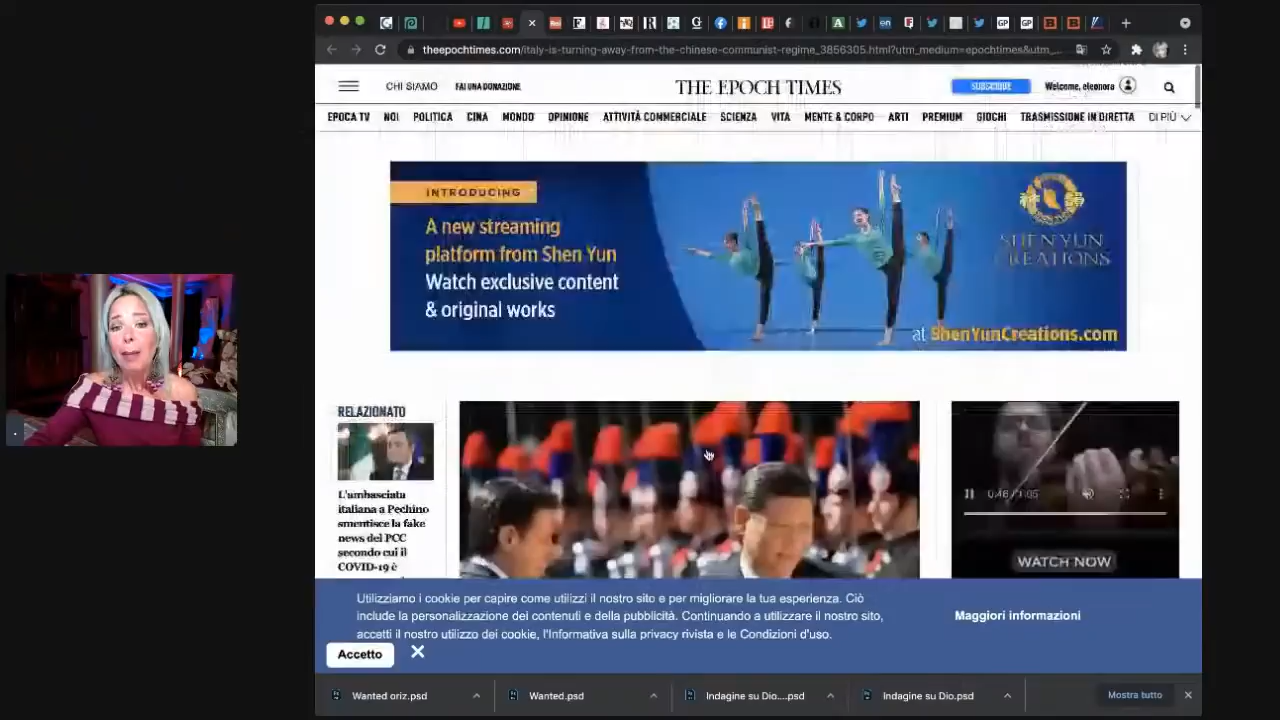 theepochtimes.com/italy-is-turning-away-from-the-chinese-communist-regime_3856305.html?utm_medium=epochtimes&utm_...
CHI SIAMO
FAI UNA DONAZIONE
THE EPOCH TIMES
SUBSCRIBE
Welcome, eleonora
EPOCA TV NOI POLITICA CINA MONDO OPINIONE ATTIVITÀ COMMERCIALE SCIENZA VITA MENTE & CORPO ARTI PREMIUM GIOCHI TRASMISSIONE IN DIRETTA DI PIÙ
INTRODUCING
A new streaming
platform from Shen Yun
Watch exclusive content
& original works
SHEN YUN
CREATIONS
at ShenYunCreations.com
RELAZIONATO
L'ambasciata
italiana a Pechino
smentisce la fake
news del PCC
secondo cui il
COVID-19 è
0:46 / 1:05
WATCH NOW
Utilizziamo i cookie per capire come utilizzi il nostro sito e per migliorare la tua esperienza. Ciò
include la personalizzazione dei contenuti e della pubblicità. Continuando a utilizzare il nostro sito,
accetti il nostro utilizzo dei cookie, l'Informativa sulla privacy rivista e le Condizioni d'uso.
Maggiori informazioni
Accetto
Wanted oriz.psd
Wanted.psd
Indagine su Dio....psd
Indagine su Dio.psd
Mostra tutto